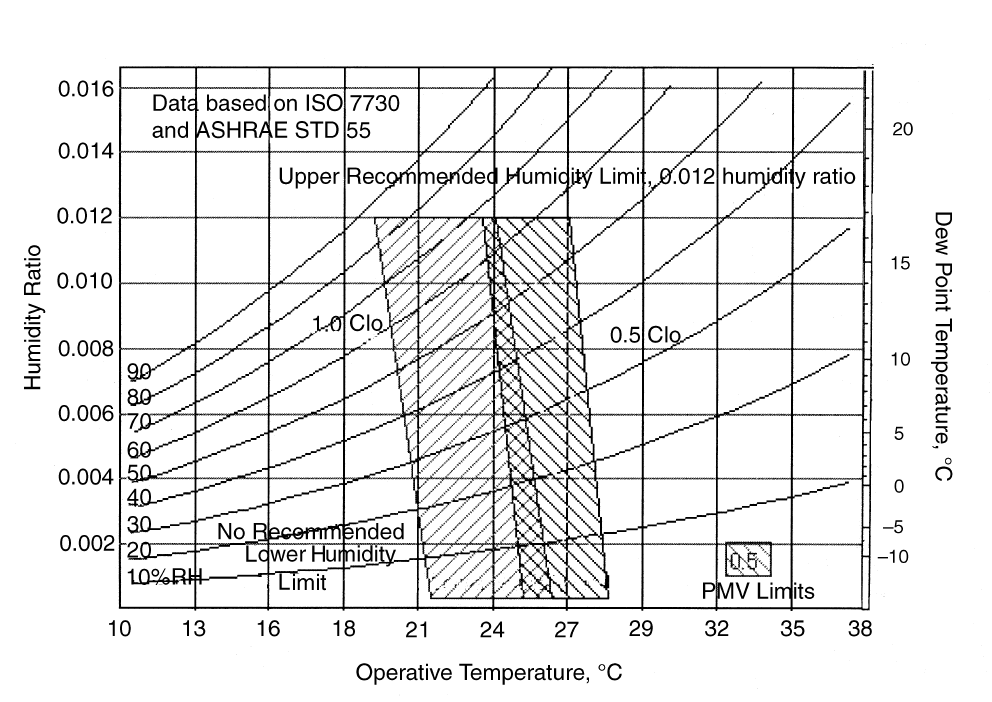 Data based on ISO 7730
and ASHRAE STD 55
Upper Recommended Humidity Limit, 0.012 humidity ratio
0.016
0.014
0.012
0.010
0.008
0.006
0.004
0.002
Humidity Ratio
1.0 Clo
0.5 Clo
90
80
70
60
50
40
30
20
10%RH
No Recommended
Lower Humidity
Limit
0.5
PMV Limits
20
15
10
5
0
–5
–10
Dew Point Temperature, °C
10 13 16 18 21 24 27 29 32 35 38
Operative Temperature, °C